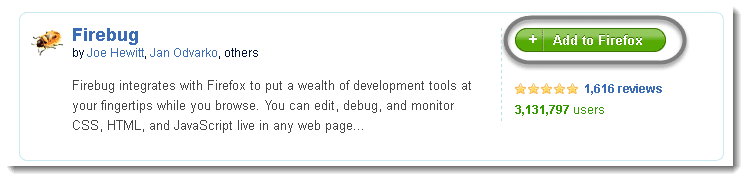 Firebug
by Joe Hewitt, Jan Odvarko, others
Firebug integrates with Firefox to put a wealth of development tools at
your fingertips while you browse. You can edit, debug, and monitor
CSS, HTML, and JavaScript live in any web page...
+ Add to Firefox
1,616 reviews
3,131,797 users